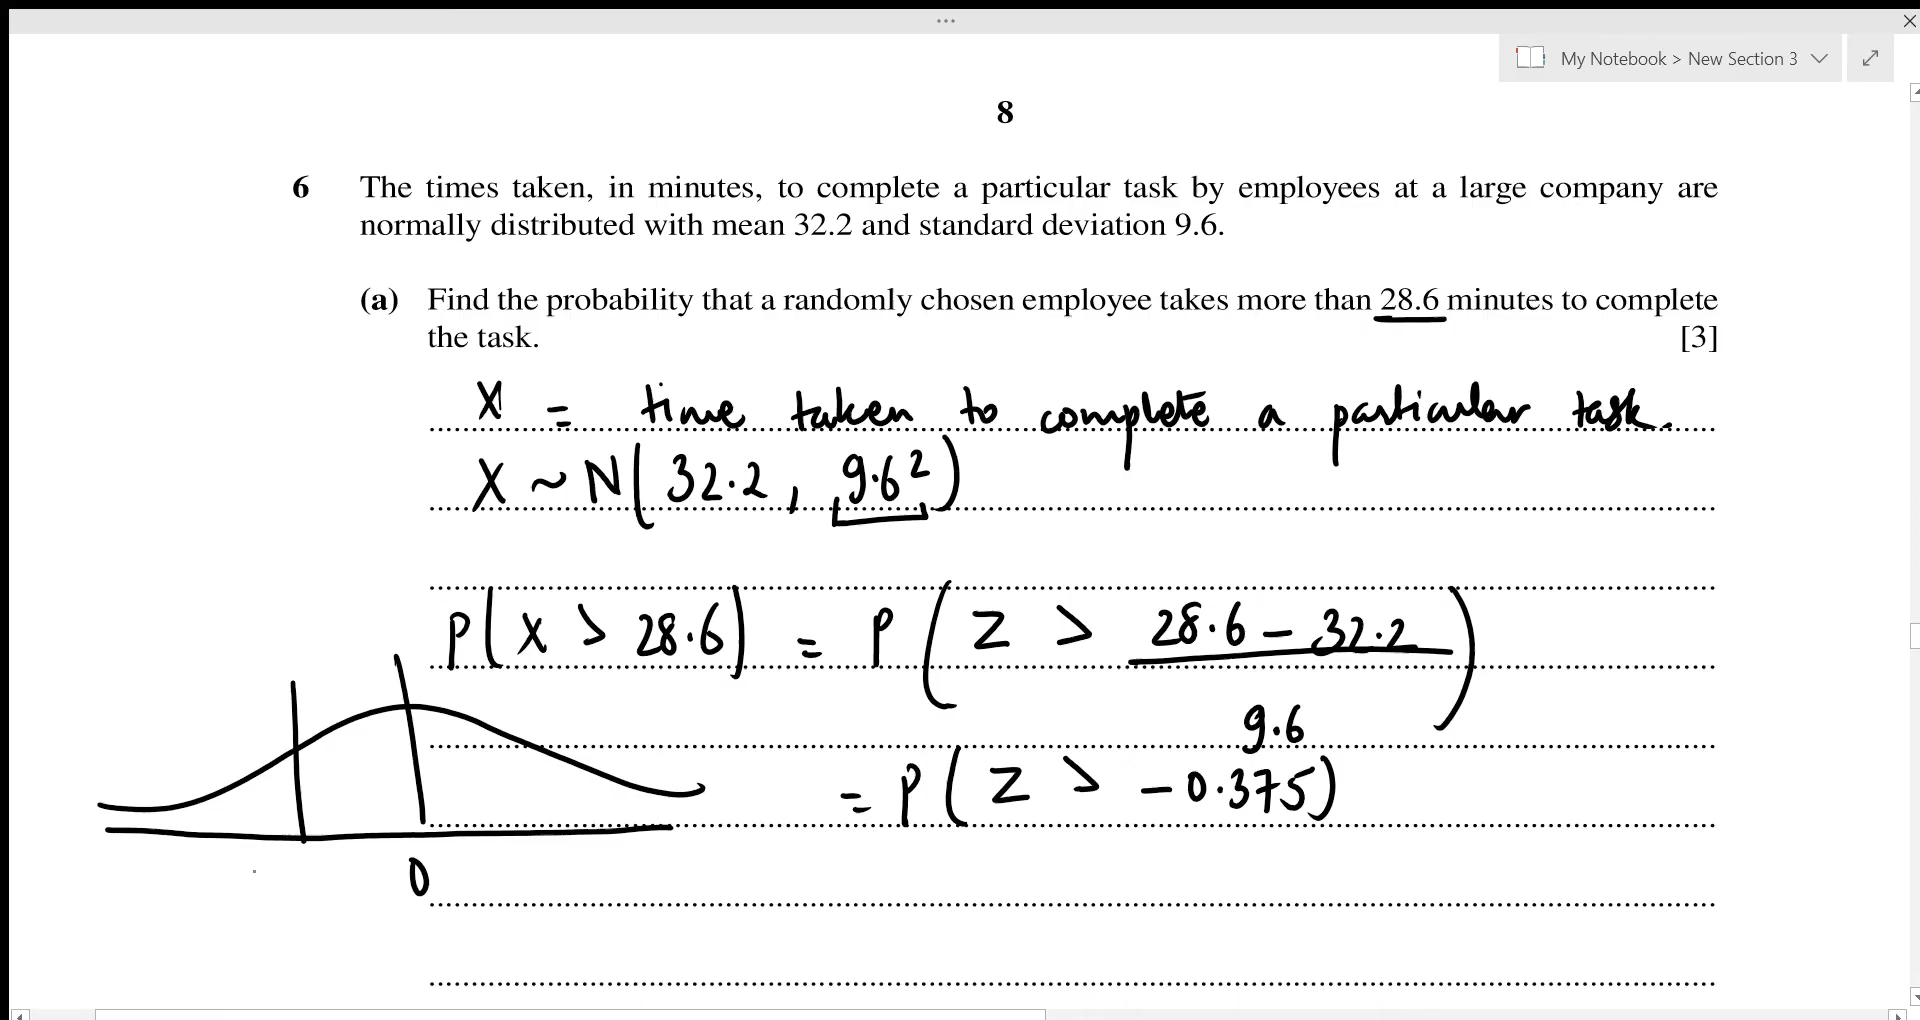 My Notebook > New Section 3
8
6 The times taken, in minutes, to complete a particular task by employees at a large company are
normally distributed with mean 32.2 and standard deviation 9.6.
(a) Find the probability that a randomly chosen employee takes more than 28.6 minutes to complete
the task. [3]
X = time taken to complete a particular task.
X ~ N(32.2, 9.6²)
P(X > 28.6) = P(Z > 28.6 - 32.2
9.6)
= P(Z > -0.375)
0